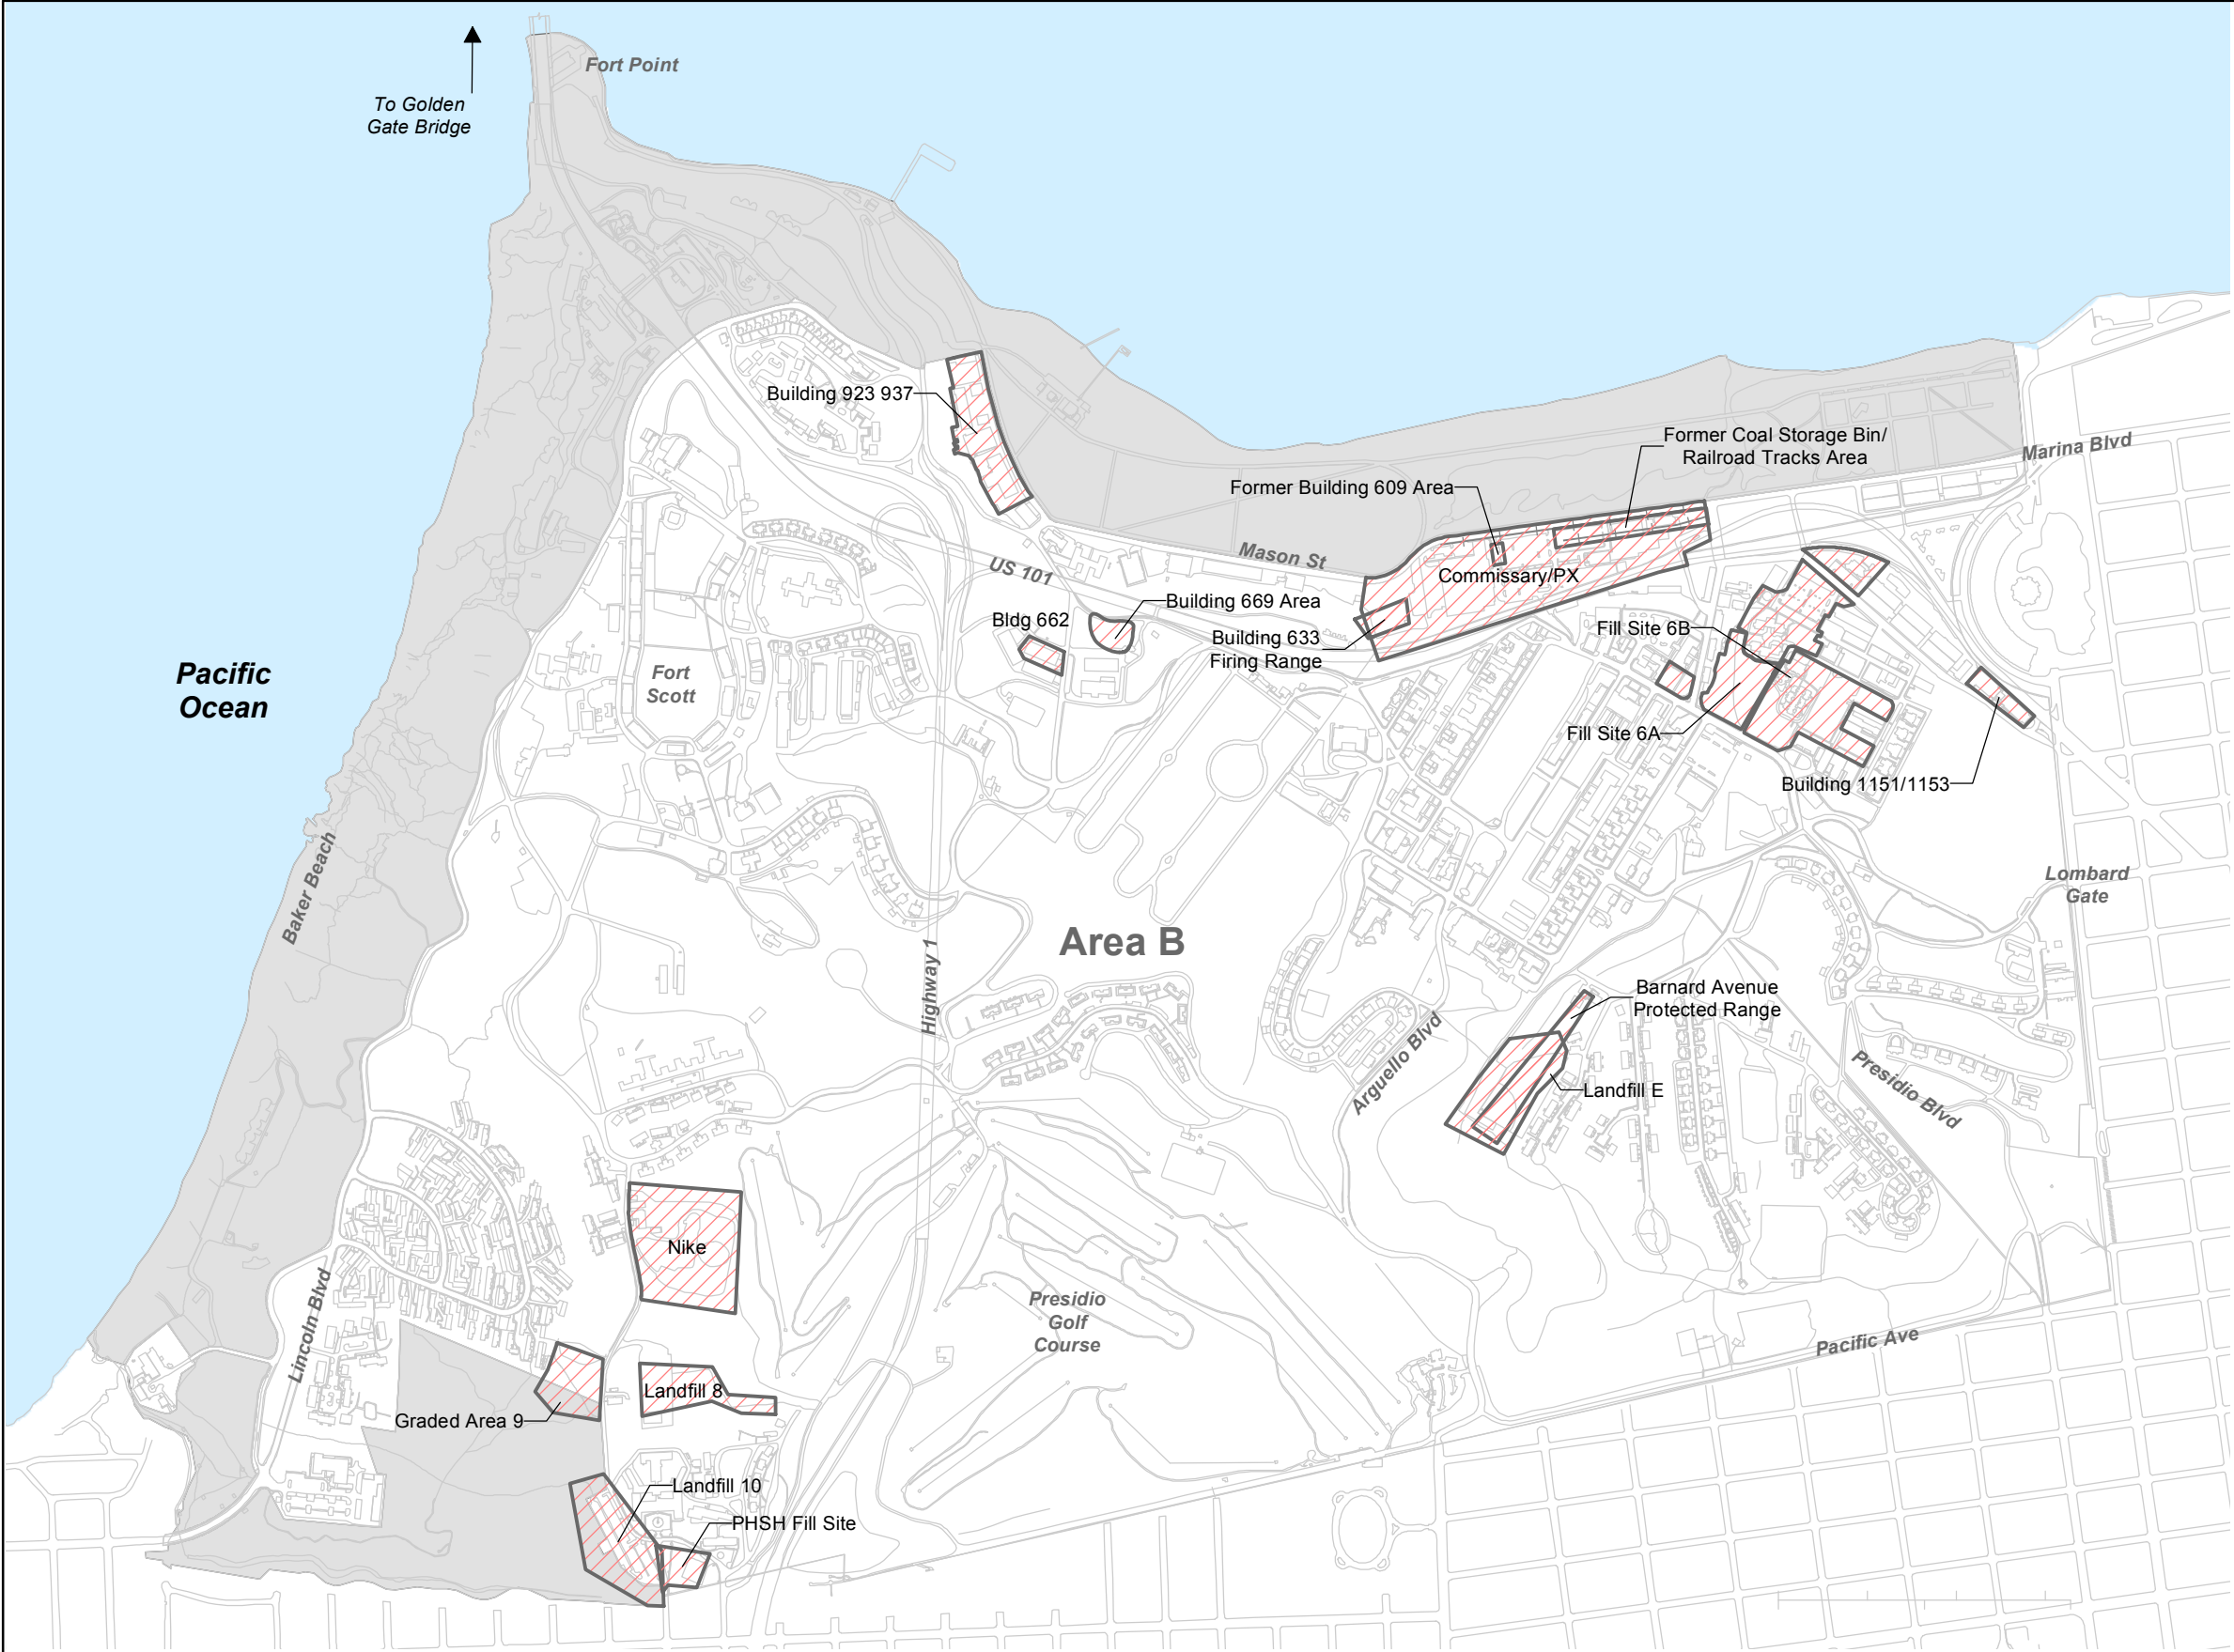 Fort Point
To Golden
Gate Bridge
Building 923 937
Former Coal Storage Bin/
Railroad Tracks Area
Marina Blvd
Former Building 609 Area
Mason St
US 101
Commissary/PX
Building 669 Area
Bldg 662
Building 633
Firing Range
Fill Site 6B
Pacific
Ocean
Fort
Scott
Fill Site 6A
Building 1151/1153
Baker Beach
Lombard
Gate
Area B
Highway 1
Barnard Avenue
Protected Range
Arguello Blvd
Landfill E
Presidio Blvd
Nike
Presidio
Golf
Course
Lincoln Blvd
Pacific Ave
Landfill 8
Graded Area 9
Landfill 10
PHSH Fill Site